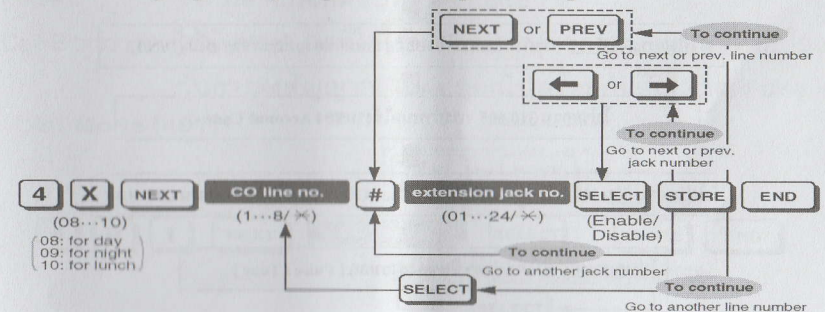 NEXT or PREV To continue
Go to next or prev. line number
← or →
To continue
Go to next or prev.
jack number
4 X NEXT CO line no. # extension jack no. SELECT STORE END
(08···10) (1···8/ ✕) (01···24/ ✕) (Enable/
Disable)
08: for day
09: for night
10: for lunch
To continue
Go to another jack number
SELECT To continue
Go to another line number